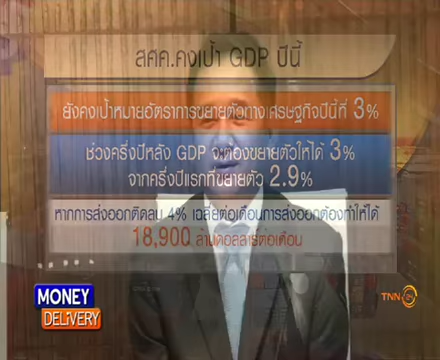 สศค.คงเป้า GDP ปีนี้
ยังคงเป้าหมายอัตราการขยายตัวทางเศรษฐกิจปีนี้ที่ 3%
ช่วงครึ่งปีหลัง GDP จะต้องขยายตัวให้ได้ 3%
จากครึ่งปีแรกที่ขยายตัว 2.9%
หากการส่งออกติดลบ 4% เฉลี่ยต่อเดือนการส่งออกต้องทำให้ได้
18,900 ล้านดอลลาร์ต่อเดือน
MONEY
DELIVERY
TNN 24